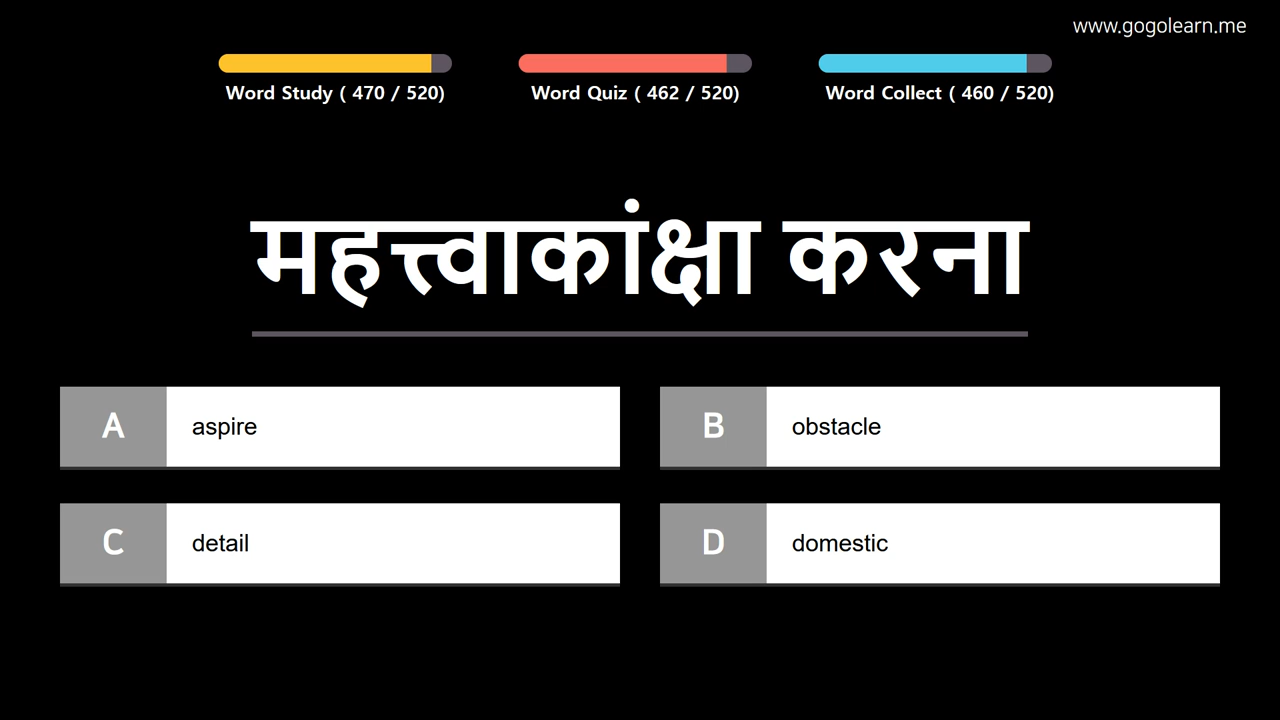 www.gogolearn.me
Word Study ( 470 / 520)
Word Quiz ( 462 / 520)
Word Collect ( 460 / 520)
महत्त्वाकांक्षा करना
A aspire
B obstacle
C detail
D domestic